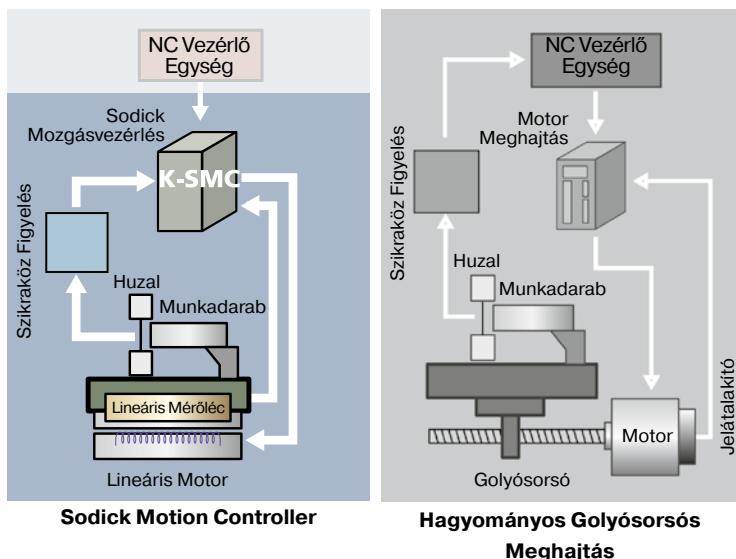 NC Vezérlő
Egység
Sodick
Mozgásvezérlés
K-SMC
Szikraköz Figyelés
Huzal
Munkadarab
Lineáris Mérőléc
Lineáris Motor
Sodick Motion Controller
NC Vezérlő
Egység
Motor
Meghajtás
Szikraköz Figyelés
Huzal
Munkadarab
Motor
Jelátalakító
Golyósorsó
Hagyományos Golyósorsós
Meghajtás